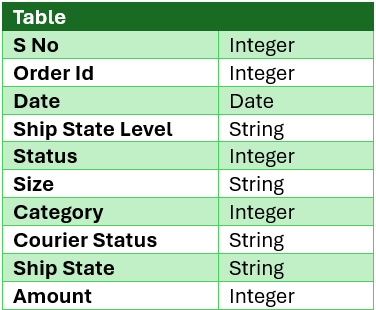 Table
S No Integer
Order Id Integer
Date Date
Ship State Level String
Status Integer
Size String
Category Integer
Courier Status String
Ship State String
Amount Integer